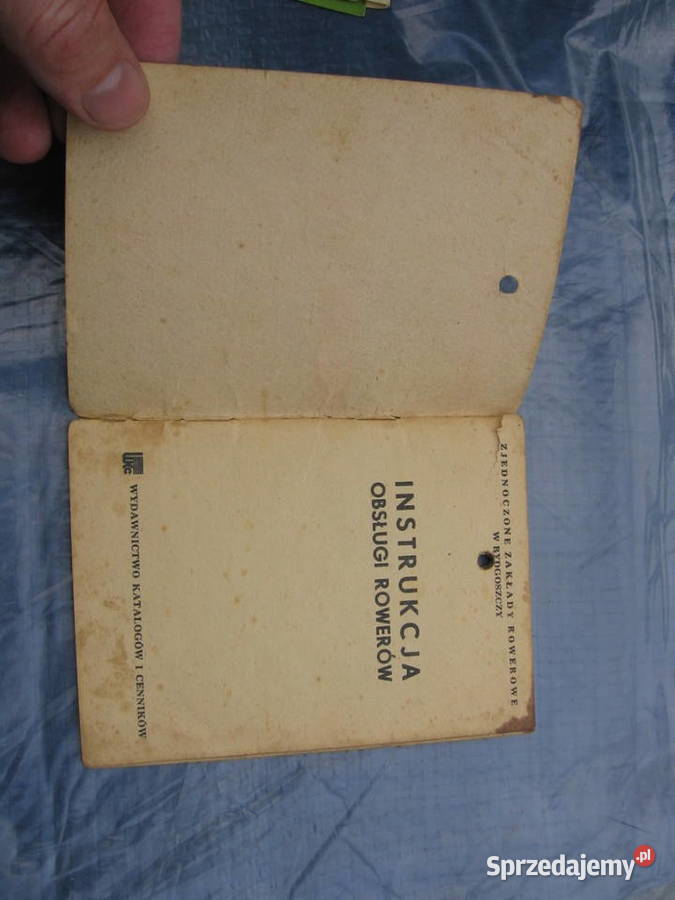 ZJEDNOCZONE ZAKŁADY ROWEROWE
W BYDGOSZCZY
INSTRUKCJA
OBSŁUGI ROWERÓW
WYDAWNICTWO KATALOGÓW I CENNIKÓW
Sprzedajemy.pl